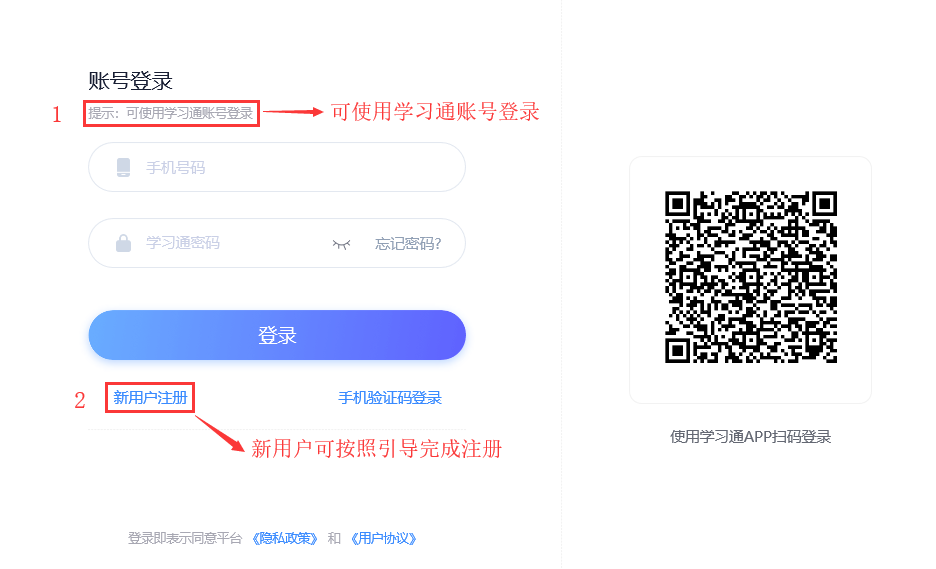 账号登录
1
提示：可使用学习通账号登录
可使用学习通账号登录
手机号码
学习通密码
忘记密码?
登录
2
新用户注册
手机验证码登录
新用户可按照引导完成注册
登录即表示同意平台 《隐私政策》 和 《用户协议》
使用学习通APP扫码登录